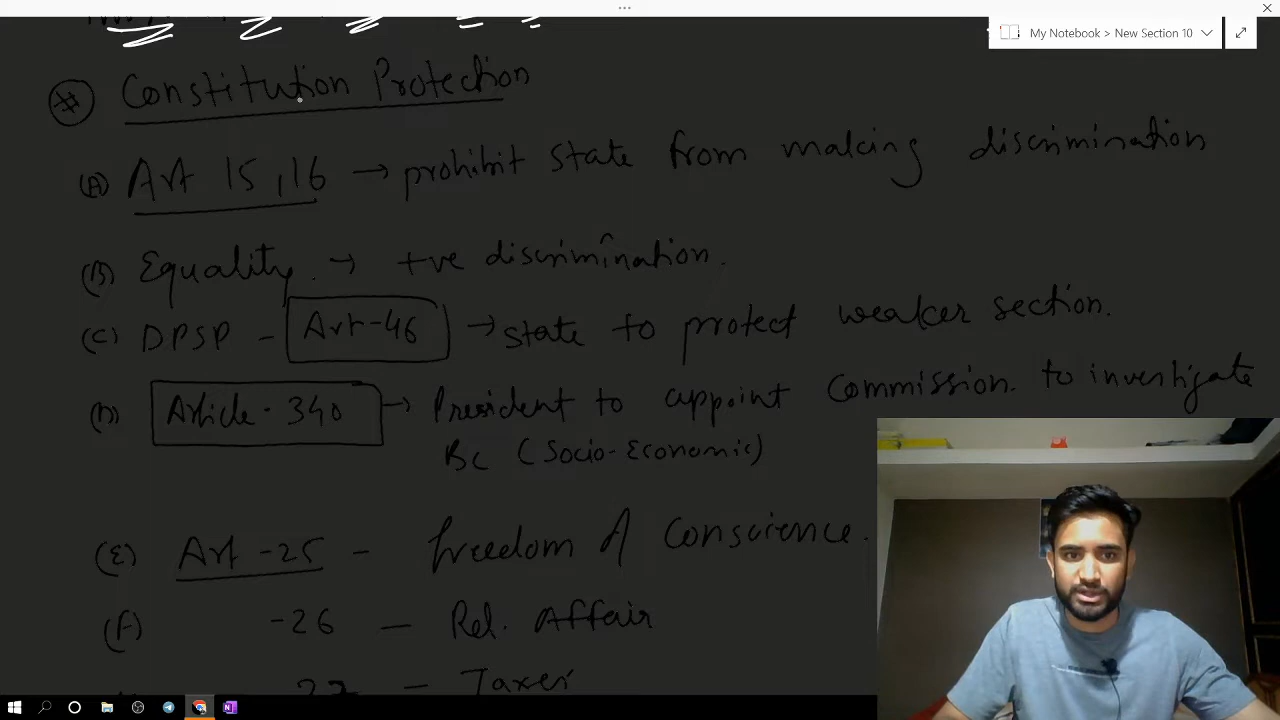 My Notebook > New Section 10
Constitution Protection
(A) Art 15, 16 → prohibit state from making discrimination
(B) Equality → +ve discrimination.
(C) DPSP - Art-46 → state to protect weaker section.
(D) Article - 340 → President to appoint Commission. to investigate
BC (Socio-Economic)
(E) Art -25 - freedom of Conscience.
(F) -26 - Rel. Affair
27 - Taxes